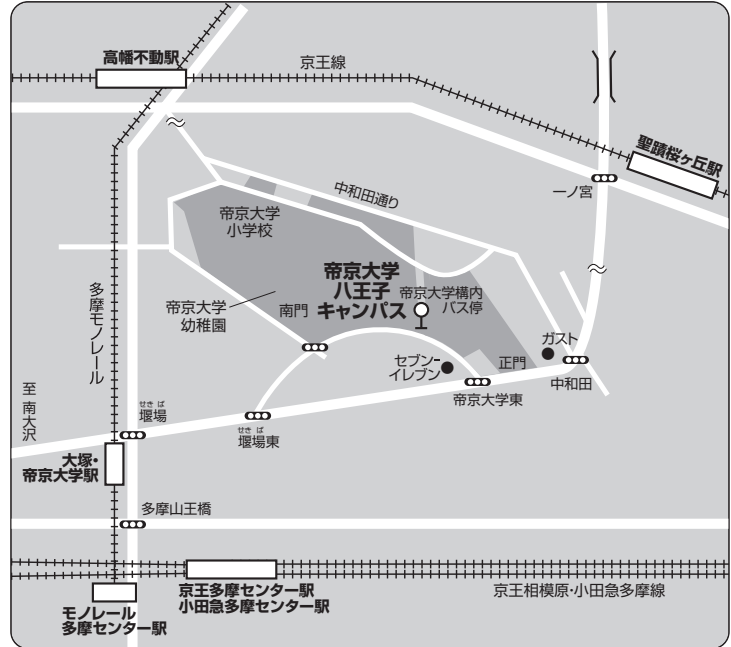 高幡不動駅
京王線
聖蹟桜ヶ丘駅
一ノ宮
中和田通り
帝京大学
小学校
帝京大学
八王子
キャンパス
帝京大学構内
バス停
帝京大学
幼稚園
南門
多摩モノレール
ガスト
セブン-
イレブン
正門
中和田
帝京大学東
至 南大沢
せき ば
堰場
せき ば
堰場東
大塚・
帝京大学駅
多摩山王橋
京王多摩センター駅
小田急多摩センター駅
京王相模原・小田急多摩線
モノレール
多摩センター駅